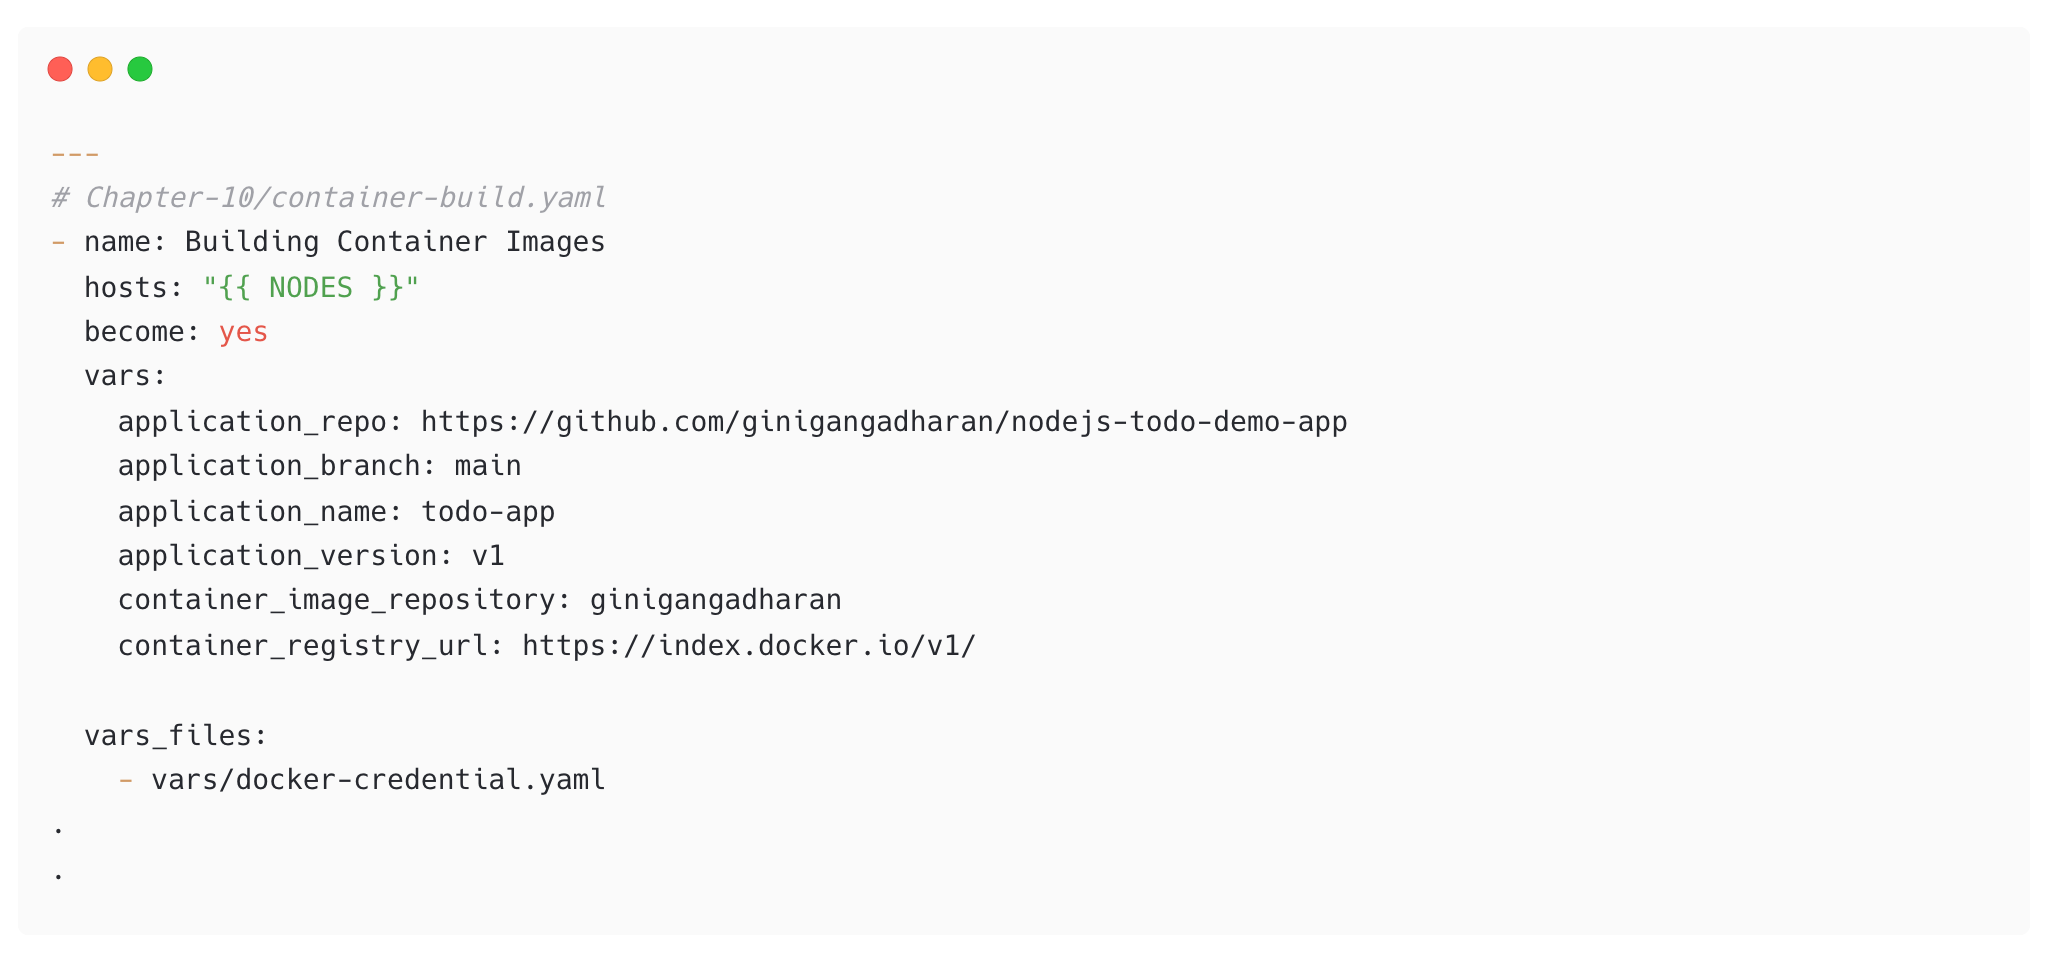 ---
# Chapter-10/container-build.yaml
- name: Building Container Images
  hosts: "{{ NODES }}"
  become: yes
  vars:
    application_repo: https://github.com/ginigangadharan/nodejs-todo-demo-app
    application_branch: main
    application_name: todo-app
    application_version: v1
    container_image_repository: ginigangadharan
    container_registry_url: https://index.docker.io/v1/

  vars_files:
    - vars/docker-credential.yaml
.
.